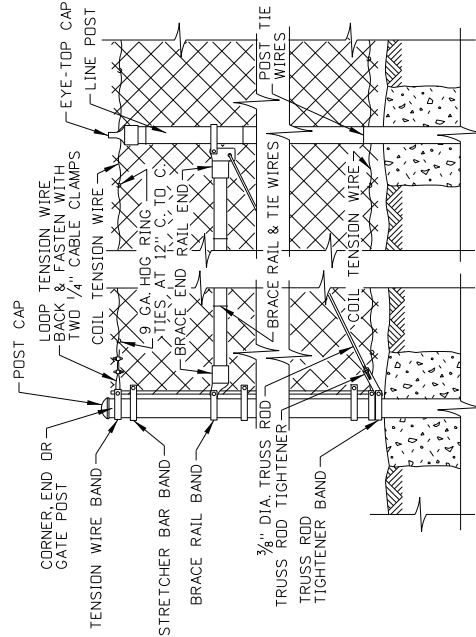 POST CAP
CORNER, END OR
GATE POST
TENSION WIRE BAND
STRETCHER BAR BAND
BRACE RAIL BAND
3/8" DIA. TRUSS ROD
TRUSS ROD TIGHTENER
TRUSS ROD
TIGHTENER BAND
LOOP TENSION WIRE
BACK & FASTEN WITH
TWO 1/4" CABLE CLAMPS
COIL TENSION WIRE
9 GA. HOG RING
TIES AT 12" C. TO C.
BRACE END RAIL END
BRACE RAIL & TIE WIRES
COIL TENSION WIRE
EYE-TOP CAP
LINE POST
POST TIE
WIRES